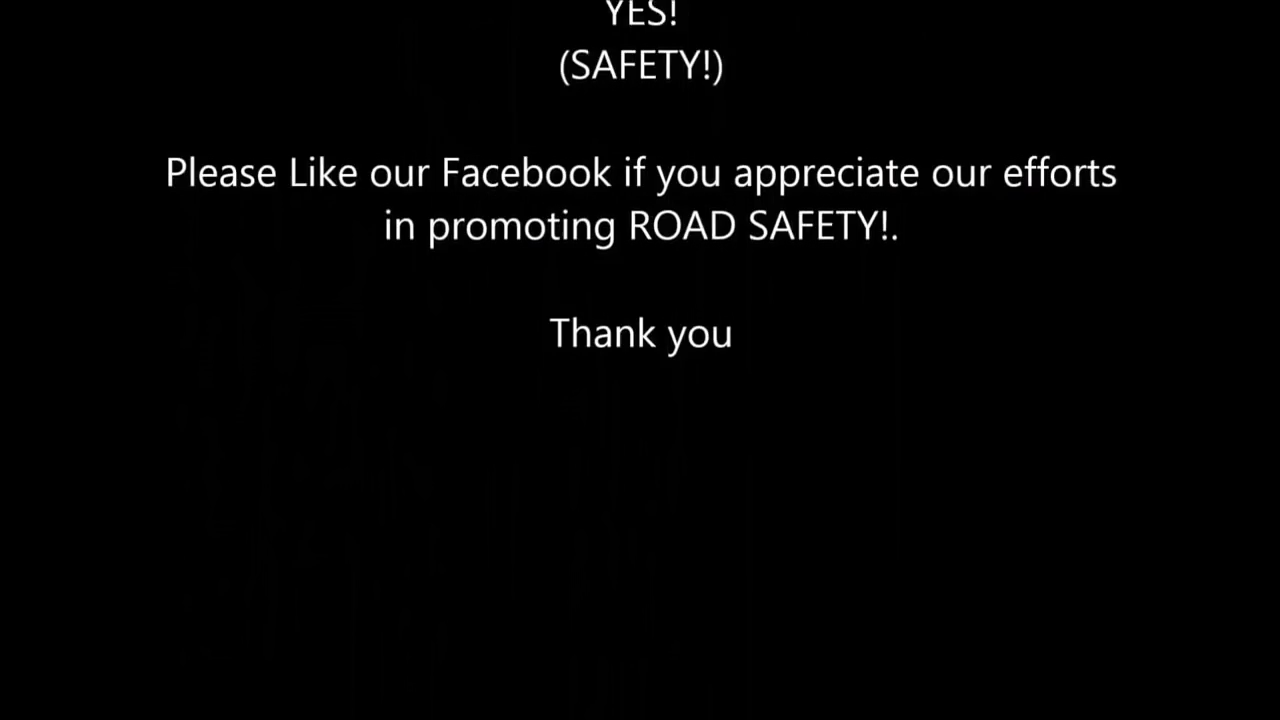 YES!
(SAFETY!)
Please Like our Facebook if you appreciate our efforts
in promoting ROAD SAFETY!.
Thank you